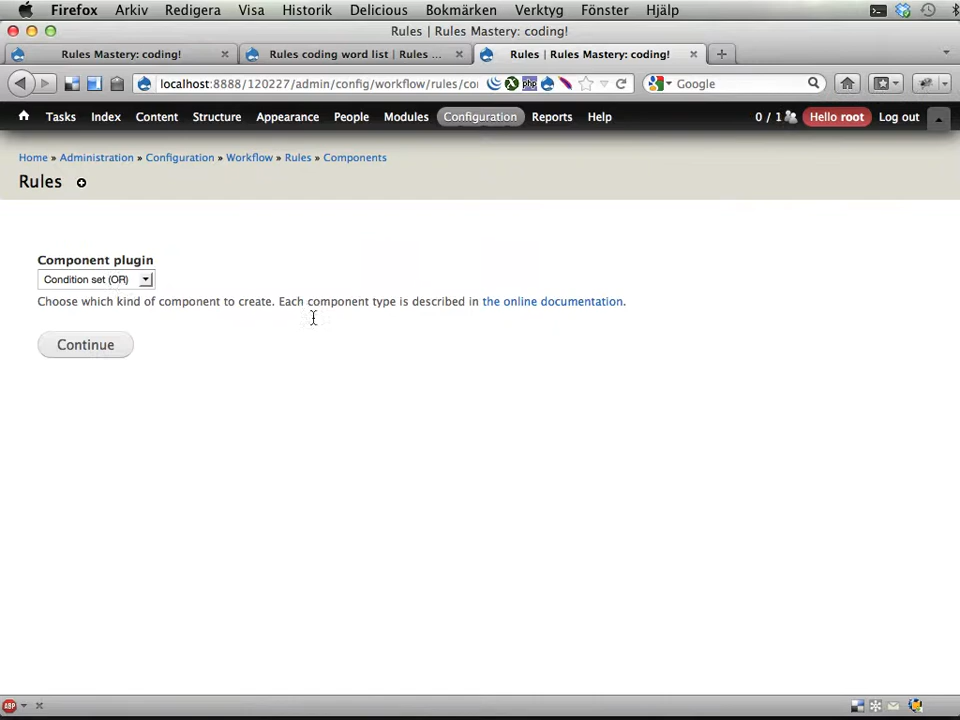 Firefox Arkiv Redigera Visa Historik Delicious Bokmärken Verktyg Fönster Hjälp
Rules | Rules Mastery: coding!
Rules Mastery: coding! Rules coding word list | Rules ... Rules | Rules Mastery: coding!
localhost:8888/120227/admin/config/workflow/rules/co php Google
Tasks Index Content Structure Appearance People Modules Configuration Reports Help 0 / 1 Hello root Log out
Home » Administration » Configuration » Workflow » Rules » Components
Rules
Component plugin
Condition set (OR)
Choose which kind of component to create. Each component type is described in the online documentation.
Continue
ABP